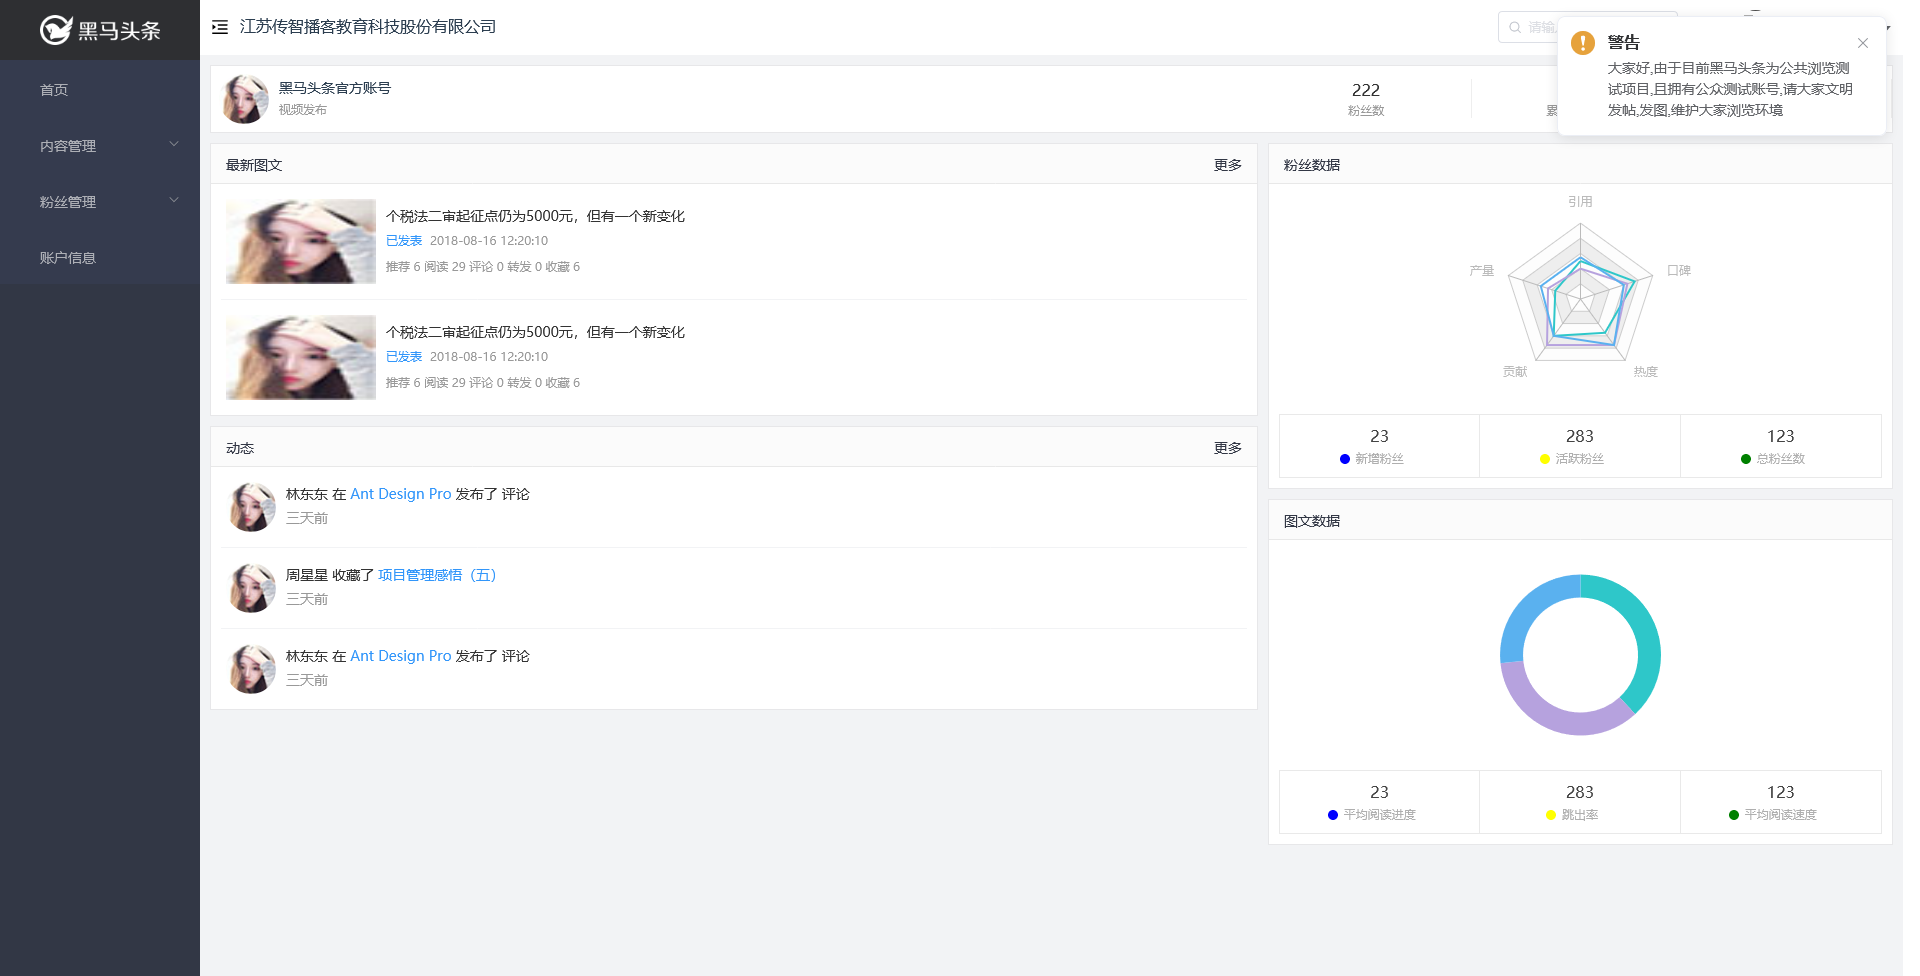 黑马头条
首页
内容管理
粉丝管理
账户信息
江苏传智播客教育科技股份有限公司
请输
警告
大家好,由于目前黑马头条为公共浏览测
试项目,且拥有公众测试账号,请大家文明
发帖,发图,维护大家浏览环境
黑马头条官方账号
视频发布
222
粉丝数
累
最新图文
更多
个税法二审起征点仍为5000元，但有一个新变化
已发表 2018-08-16 12:20:10
推荐 6 阅读 29 评论 0 转发 0 收藏 6
个税法二审起征点仍为5000元，但有一个新变化
已发表 2018-08-16 12:20:10
推荐 6 阅读 29 评论 0 转发 0 收藏 6
动态
更多
林东东 在 Ant Design Pro 发布了 评论
三天前
周星星 收藏了 项目管理感悟（五）
三天前
林东东 在 Ant Design Pro 发布了 评论
三天前
粉丝数据
引用
产量
口碑
贡献
热度
23
新增粉丝
283
活跃粉丝
123
总粉丝数
图文数据
23
平均阅读进度
283
跳出率
123
平均阅读速度